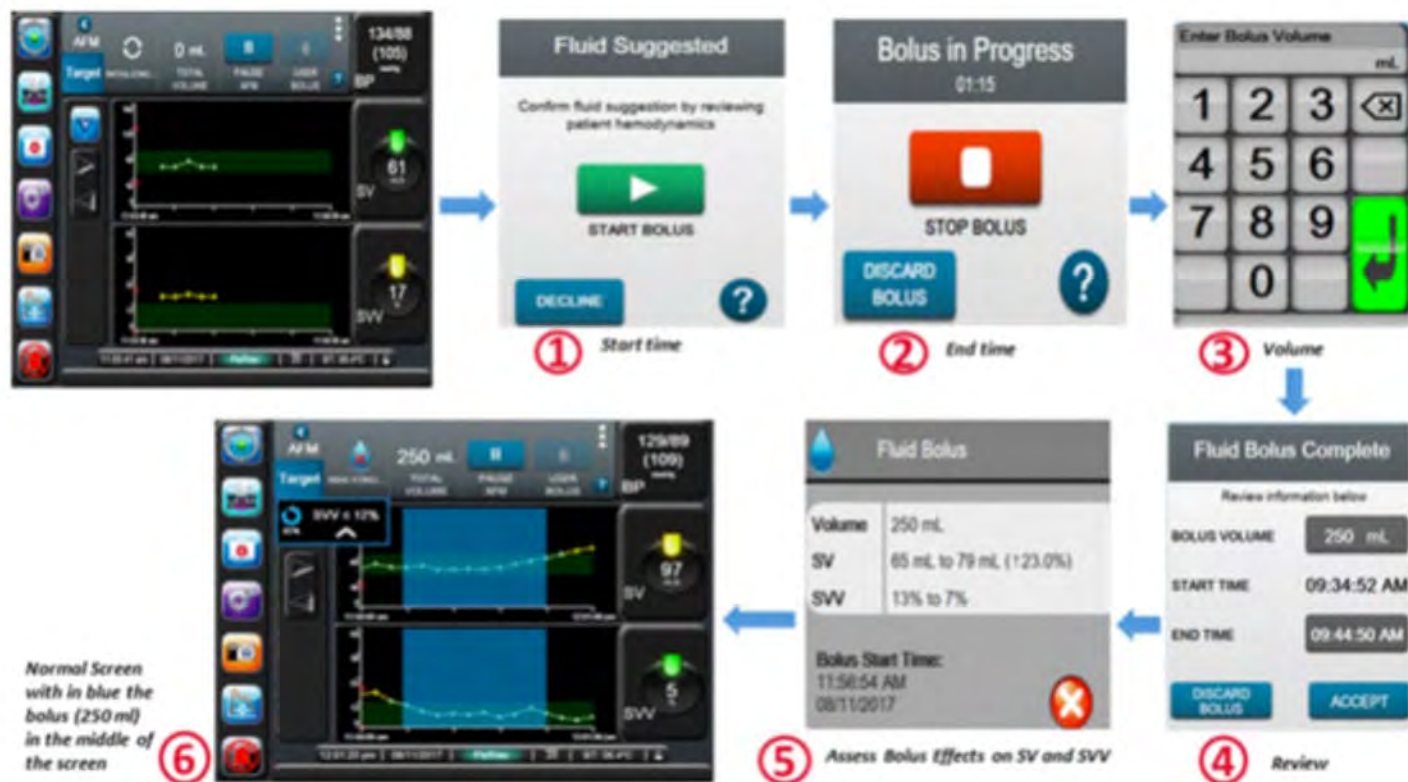 AFM
Target
0 mL
TOTAL VOLUME
PAUSE AFM
USER BOLUS
?
134/88
(105)
BP
61
SV
17
SVV
08/11/2017
Fluid Suggested
Confirm fluid suggestion by reviewing
patient hemodynamics
START BOLUS
DECLINE
?
① Start time
Bolus in Progress
01:15
STOP BOLUS
DISCARD
BOLUS
?
② End time
Enter Bolus Volume
mL
1 2 3
4 5 6
7 8 9
0
③ Volume
Fluid Bolus Complete
Review information below
BOLUS VOLUME 250 mL
START TIME 09:34:52 AM
END TIME 09:44:50 AM
DISCARD
BOLUS
ACCEPT
④ Review
Fluid Bolus
Volume 250 mL
SV 65 mL to 79 mL (↑23.0%)
SVV 13% to 7%
Bolus Start Time:
11:56:54 AM
08/11/2017
⑤ Assess Bolus Effects on SV and SVV
AFM
Target
250 mL
TOTAL VOLUME
PAUSE AFM
USER BOLUS
?
129/89
(109)
BP
SVV = 12%
97
SV
5
SVV
08/11/2017
Normal Screen
with in blue the
bolus (250 ml)
in the middle of
the screen
⑥